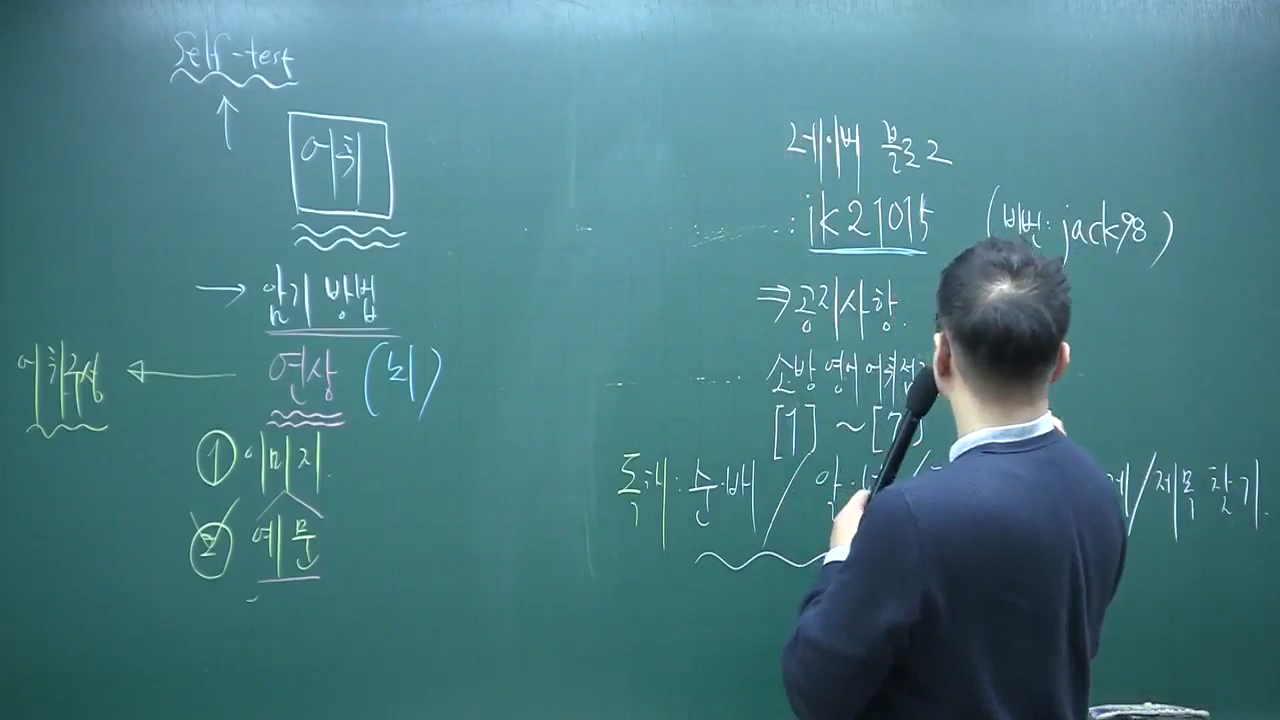 self-test
어휘
→ 암기 방법
어휘구성 ← 연상 (뇌)
① 이미지.
② 예문
네이버 블로그
: jk21015 (비번: jack98)
⇒ 공지사항.
소방 영어 어휘
[1] ~ [7
독해: 순·배 /
/ 제목 찾기.